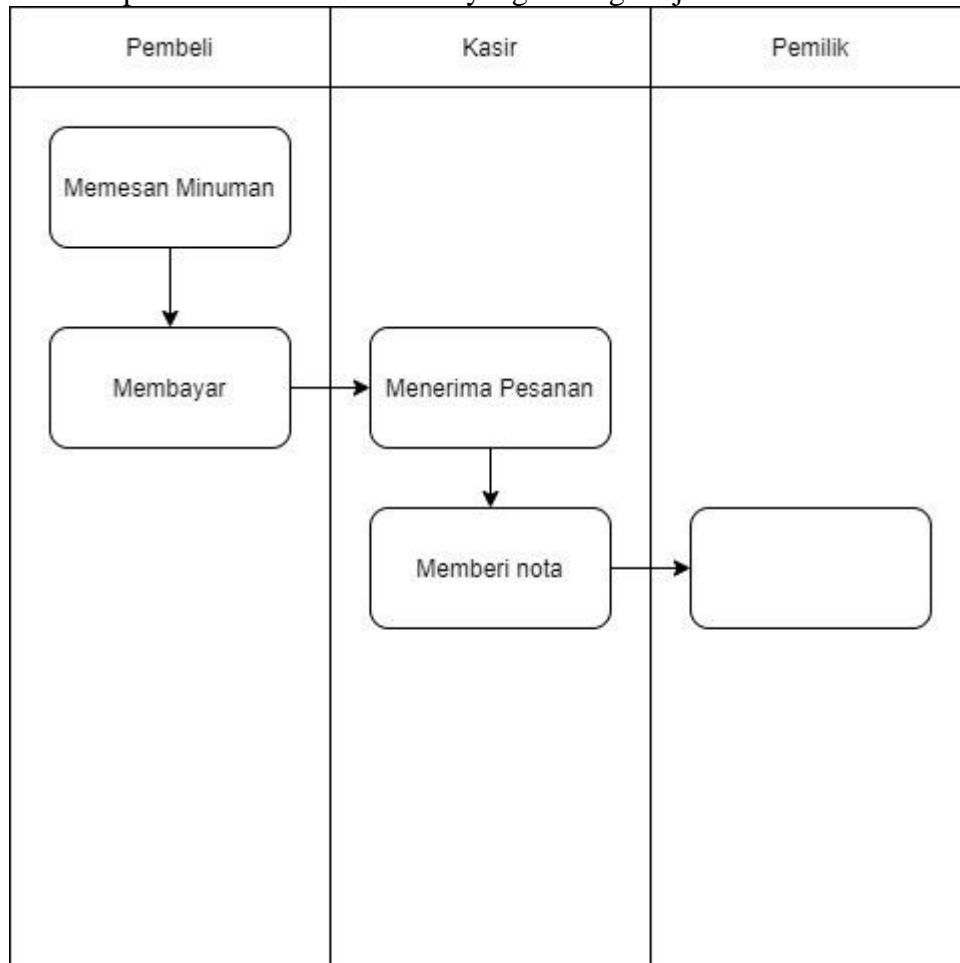 Pembeli
Kasir
Pemilik
Memesan Minuman
Membayar
Menerima Pesanan
Memberi nota